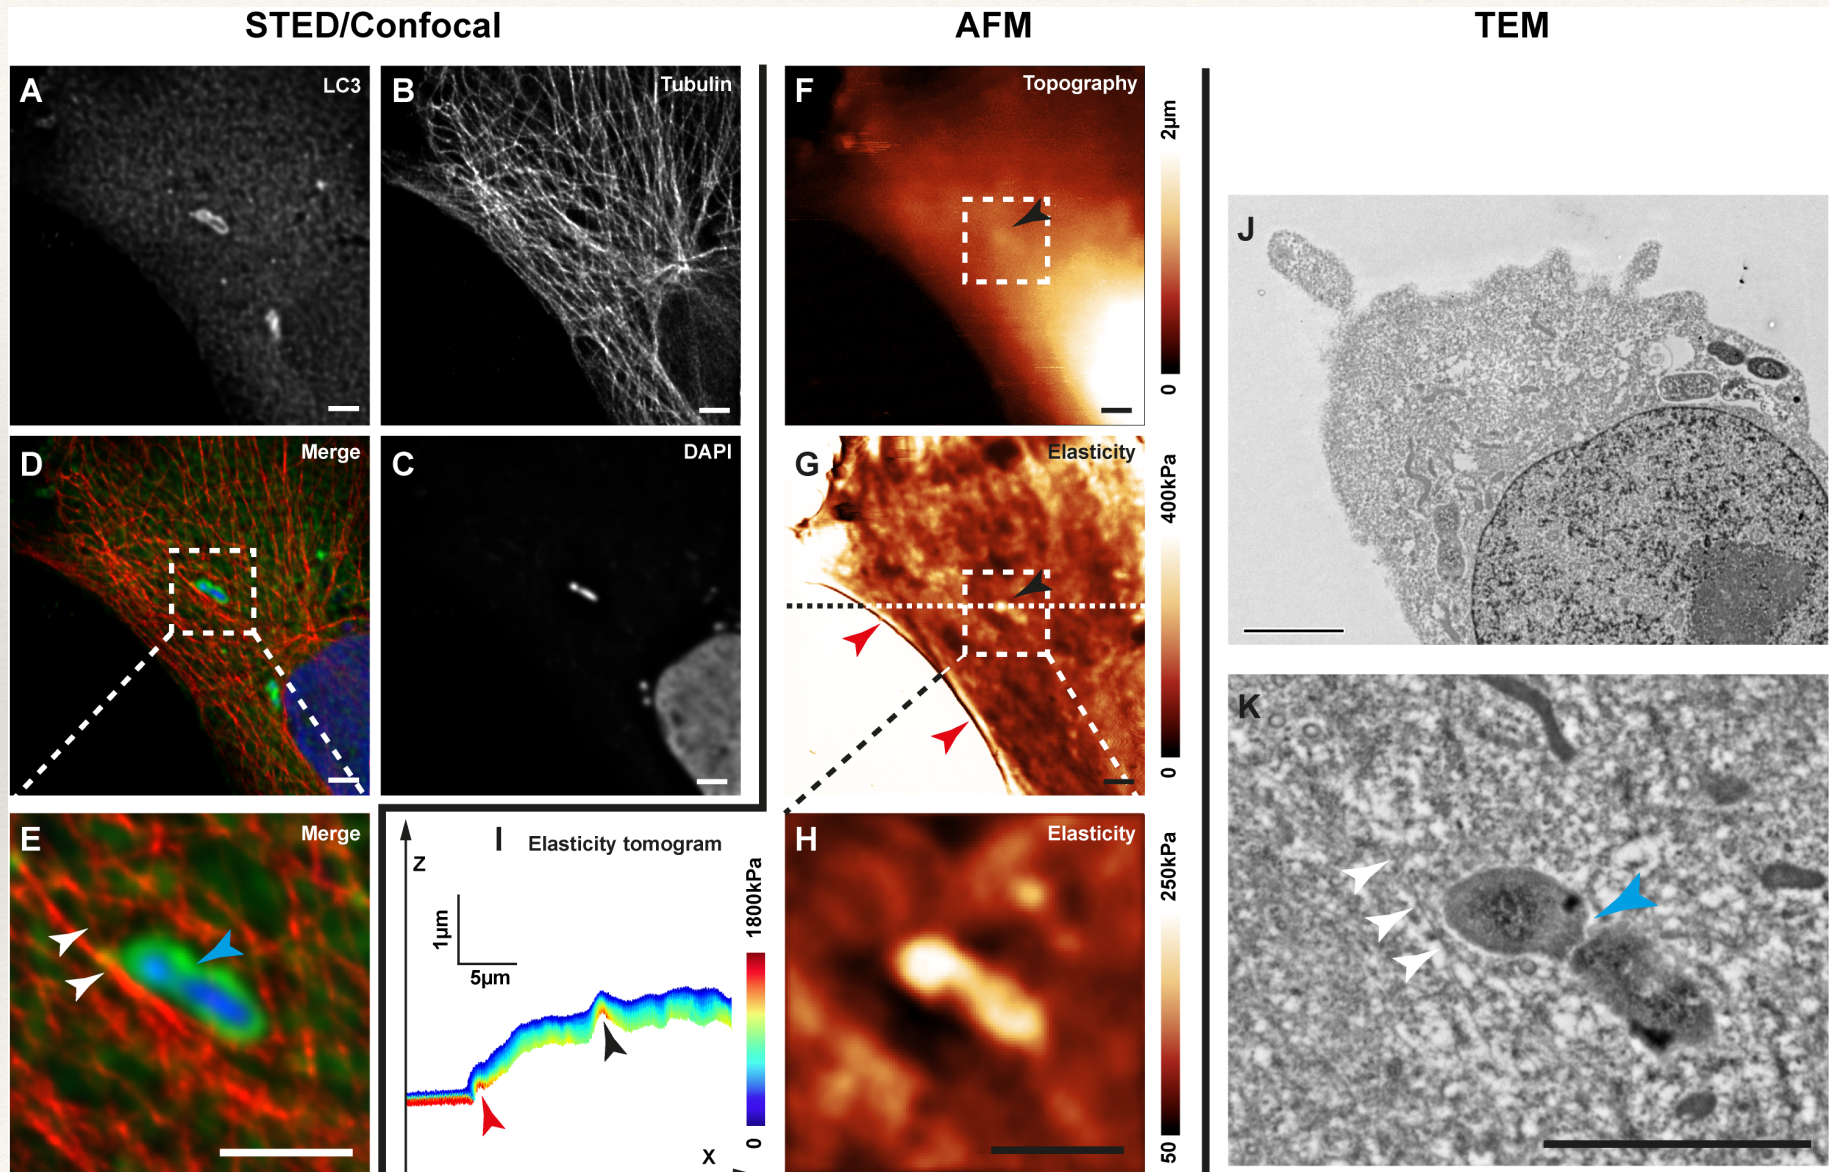 STED/Confocal
AFM
TEM
A
LC3
B
Tubulin
D
Merge
C
DAPI
E
Merge
F
Topography
2µm
0
G
Elasticity
400kPa
0
H
Elasticity
250kPa
50
I
Elasticity tomogram
Z
1µm
5µm
X
1800kPa
0
J
K